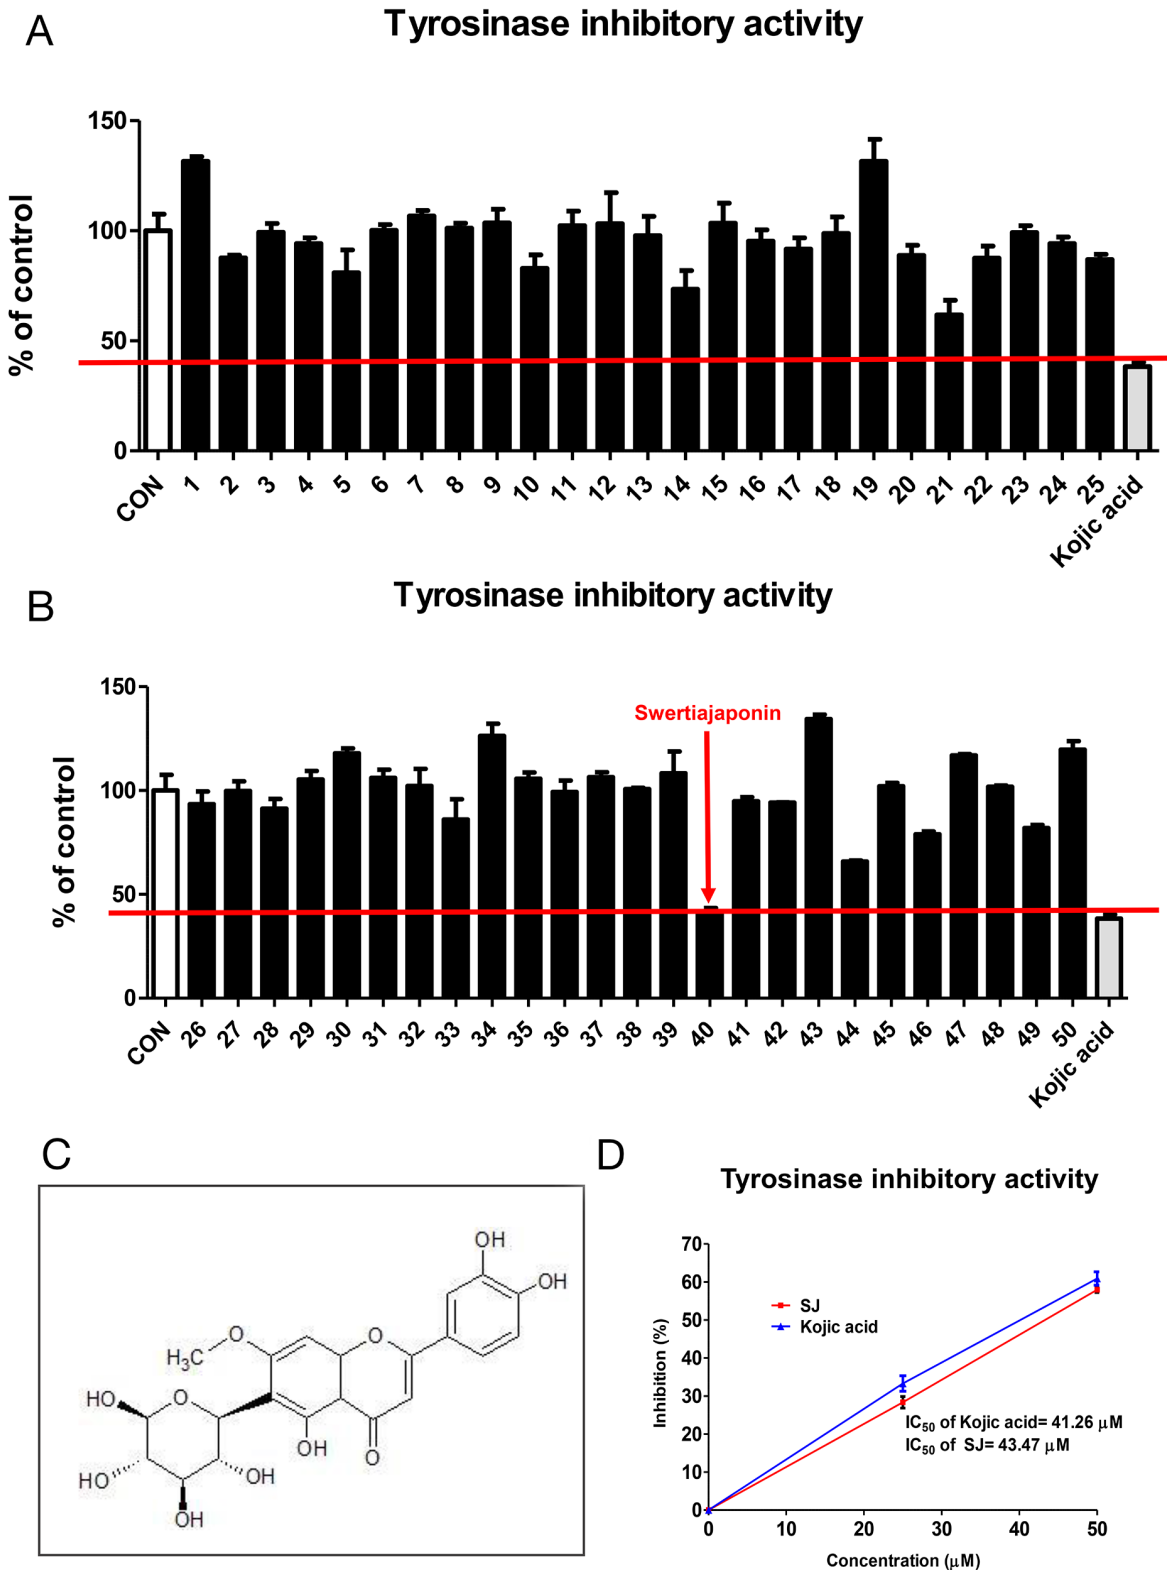 A
Tyrosinase inhibitory activity
% of control
150
100
50
0
CON 1 2 3 4 5 6 7 8 9 10 11 12 13 14 15 16 17 18 19 20 21 22 23 24 25 Kojic acid
B
Tyrosinase inhibitory activity
% of control
150
100
50
0
Swertiajaponin
CON 26 27 28 29 30 31 32 33 34 35 36 37 38 39 40 41 42 43 44 45 46 47 48 49 50 Kojic acid
C
OH
OH
O
O
H₃C
HO
O
OH
O
HO
OH
OH
D
Tyrosinase inhibitory activity
Inhibition (%)
70
60
50
40
30
20
10
0
SJ
Kojic acid
IC₅₀ of Kojic acid= 41.26 μM
IC₅₀ of SJ= 43.47 μM
0 10 20 30 40 50
Concentration (μM)